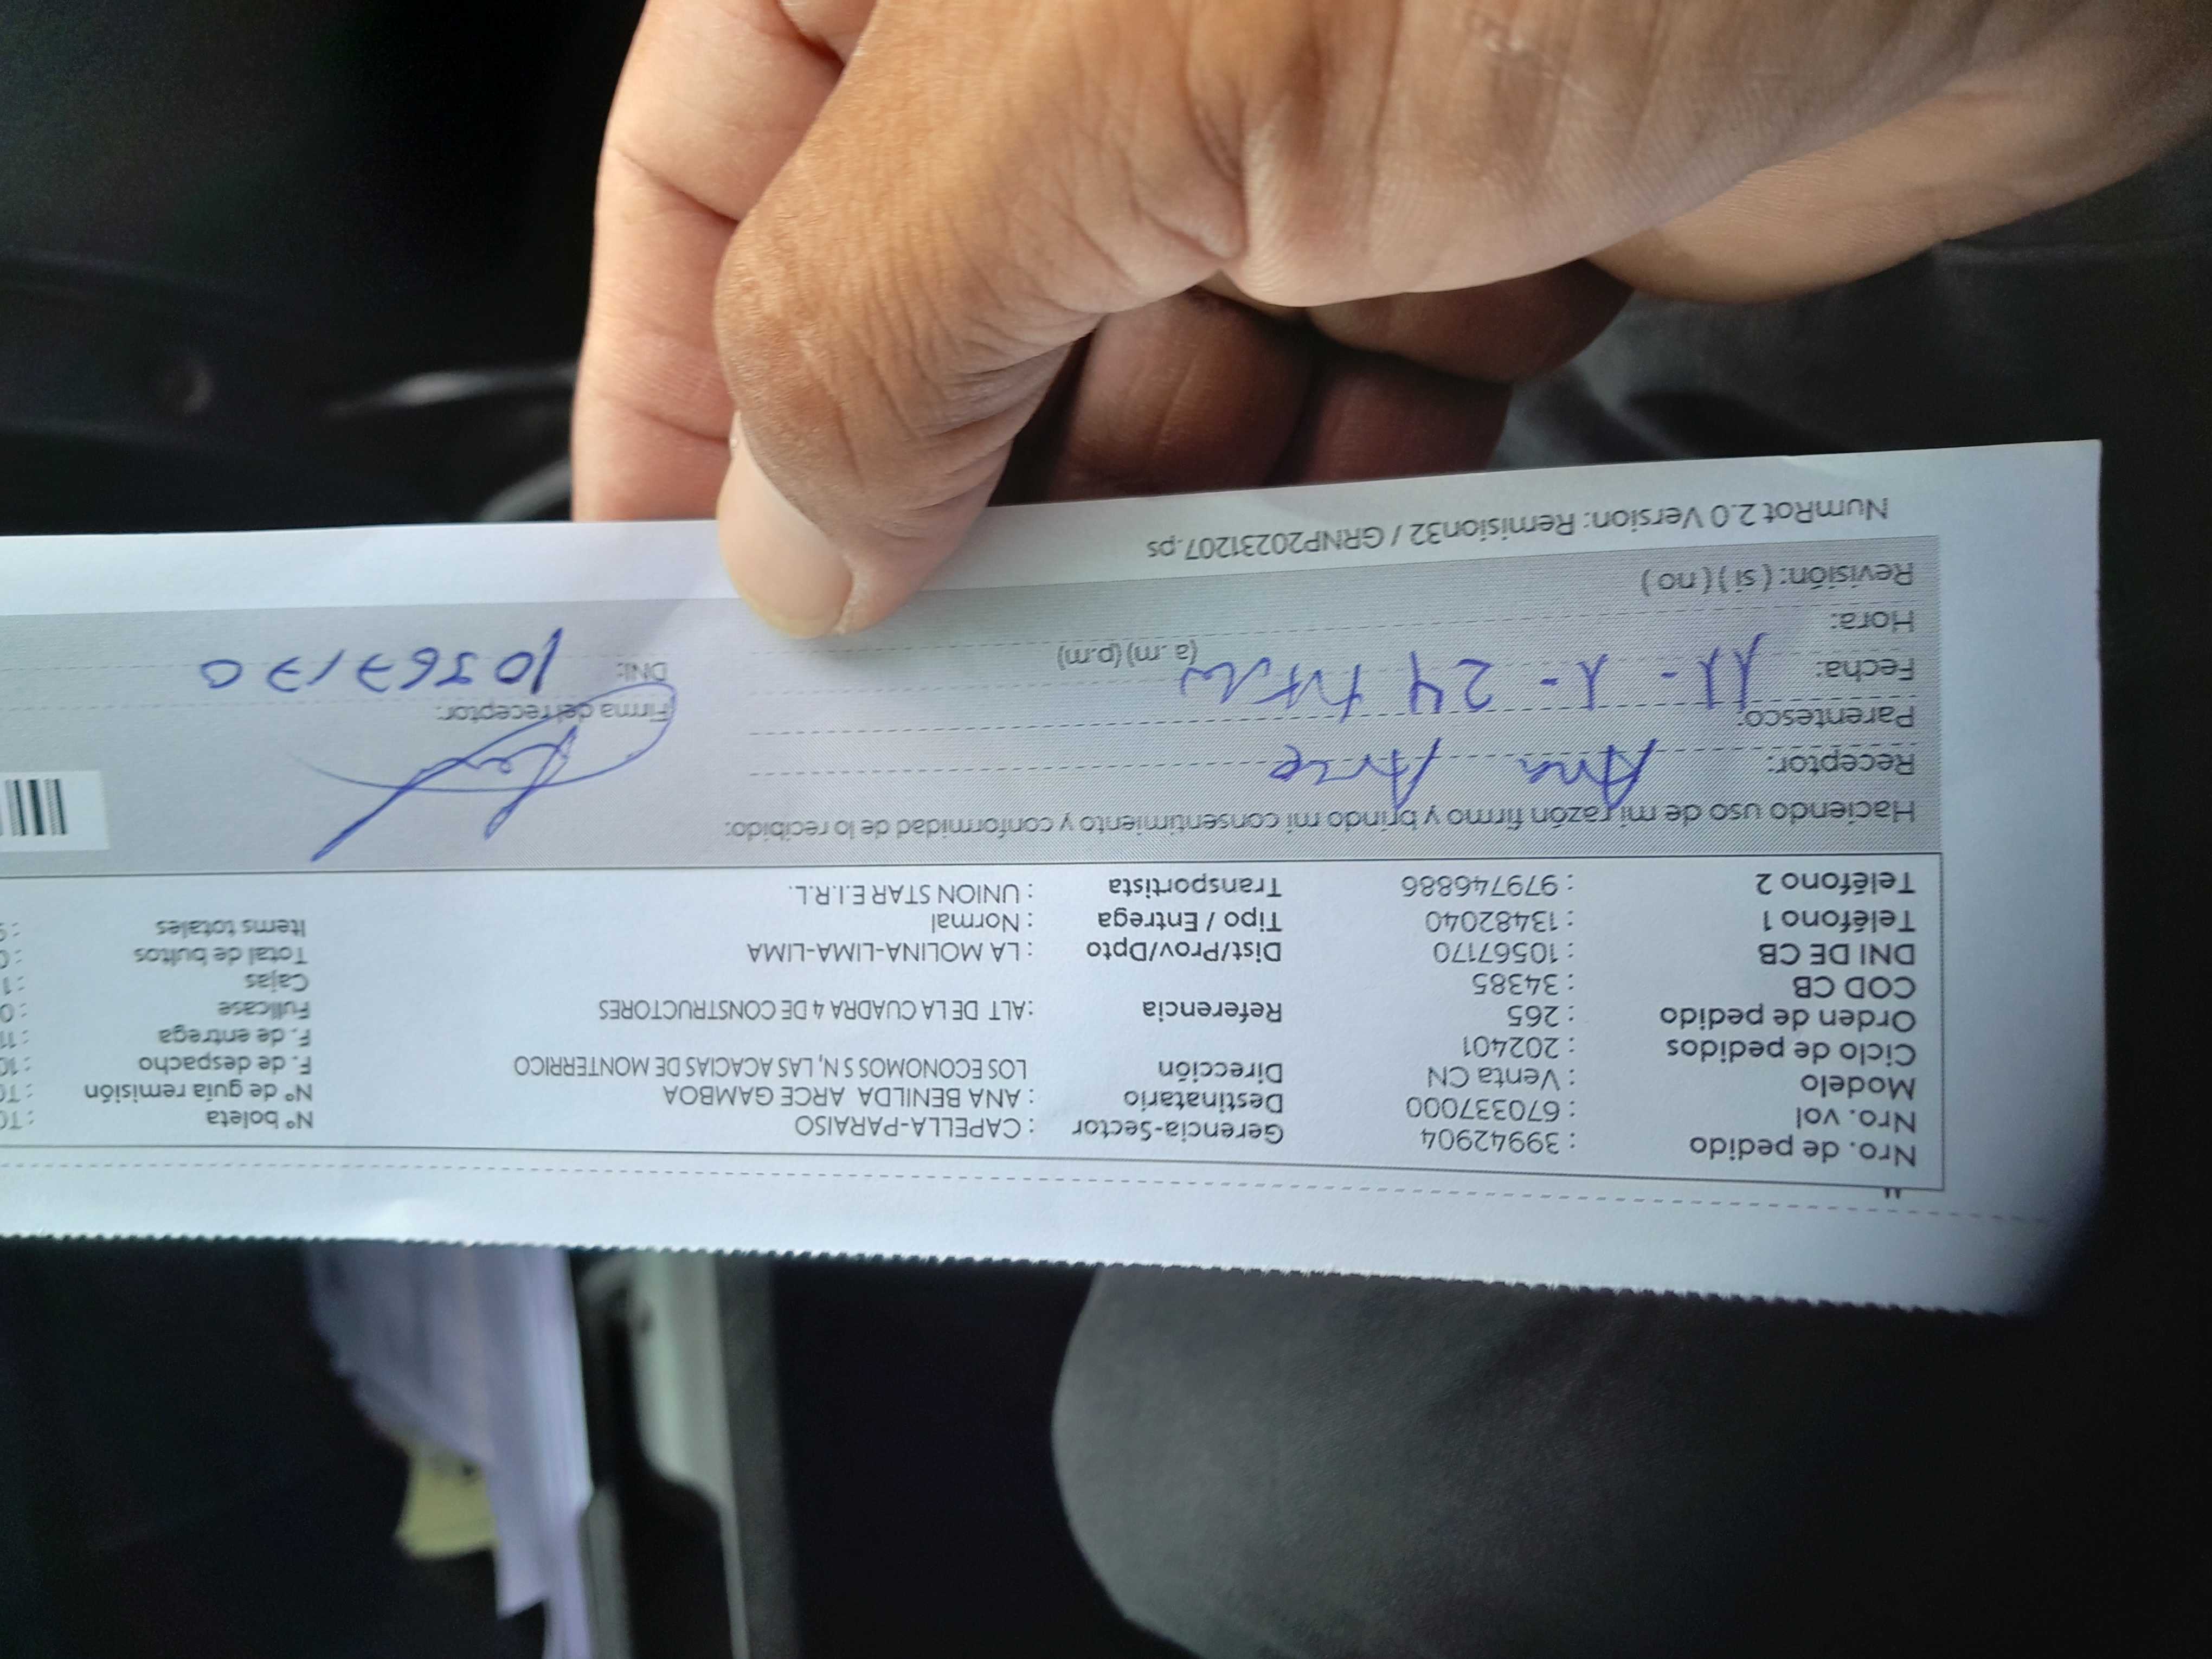 Nro. de pedido : 39942904 Gerencia-Sector : CAPELLA-PARAISO Nº boleta
Nro. vol : 670337000 Destinatario : ANA BENILDA ARCE GAMBOA Nº de guia remisión
Modelo : Venta CN Dirección LOS ECONOMOS S N, LAS ACACIAS DE MONTERRICO F. de despacho
Ciclo de pedidos : 202401 F. de entrega
Orden de pedido : 265 Referencia :ALT DE LA CUADRA 4 DE CONSTRUCTORES Fullcase
COD CB : 34385 Cajas
DNI DE CB : 10567170 Dist/Prov/Dpto : LA MOLINA-LIMA-LIMA Total de bultos
Teléfono 1 : 13482040 Tipo / Entrega : Normal Items totales
Teléfono 2 : 979746886 Transportista : UNION STAR E.I.R.L.
Haciendo uso de mi razón firmo y brindo mi consentimiento y conformidad de lo recibido:
Receptor: Ana Arce
Parentesco: Firma del receptor:
Fecha: 11-1-24 DNI: 10567170
Hora: (a .m) (p.m)
Revisión: ( si ) ( no )
NumRot 2.0 Version: Remision32 / GRNP20231207.ps